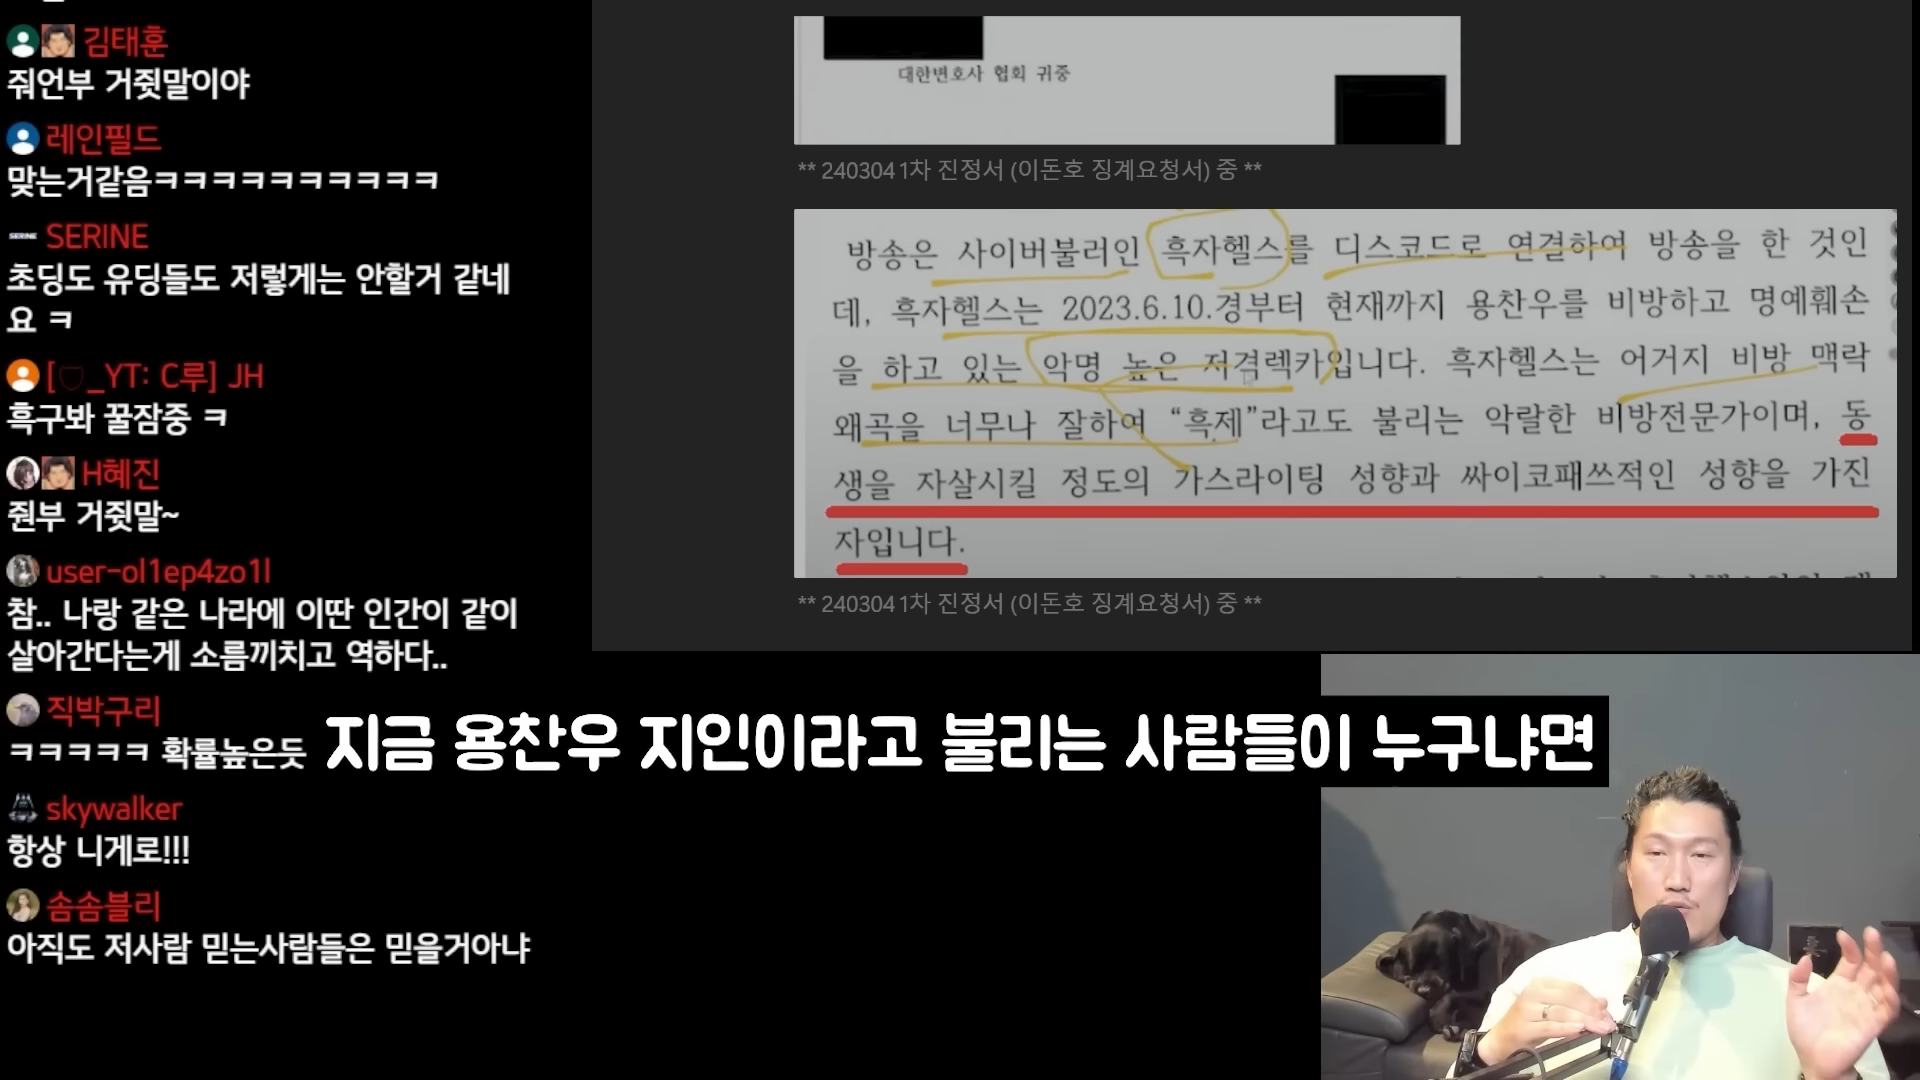 김태훈
줘언부 거줫말이야
레인필드
맞는거같음ㅋㅋㅋㅋㅋㅋㅋㅋㅋㅋ
SERINE
초딩도 유딩들도 저렇게는 안할거 같네
요 ㅋ
[♡_YT: C루] JH
흑구봐 꿀잠중 ㅋ
H혜진
줜부 거줫말~
user-ol1ep4zo1l
참.. 나랑 같은 나라에 이딴 인간이 같이
살아간다는게 소름끼치고 역하다..
직박구리
ㅋㅋㅋㅋㅋ 확률높은듯
skywalker
항상 니게로!!!
솜솜블리
아직도 저사람 믿는사람들은 믿을거아냐
대한변호사 협회 귀중
** 240304 1차 진정서 (이돈호 징계요청서) 중 **
방송은 사이버불러인 흑자헬스를 디스코드로 연결하여 방송을 한 것인
데, 흑자헬스는 2023.6.10.경부터 현재까지 용찬우를 비방하고 명예훼손
을 하고 있는 악명 높은 저격렉카입니다. 흑자헬스는 어거지 비방 맥락
왜곡을 너무나 잘하여 “흑제”라고도 불리는 악랄한 비방전문가이며, 동
생을 자살시킬 정도의 가스라이팅 성향과 싸이코패쓰적인 성향을 가진
자입니다.
** 240304 1차 진정서 (이돈호 징계요청서) 중 **
지금 용찬우 지인이라고 불리는 사람들이 누구냐면